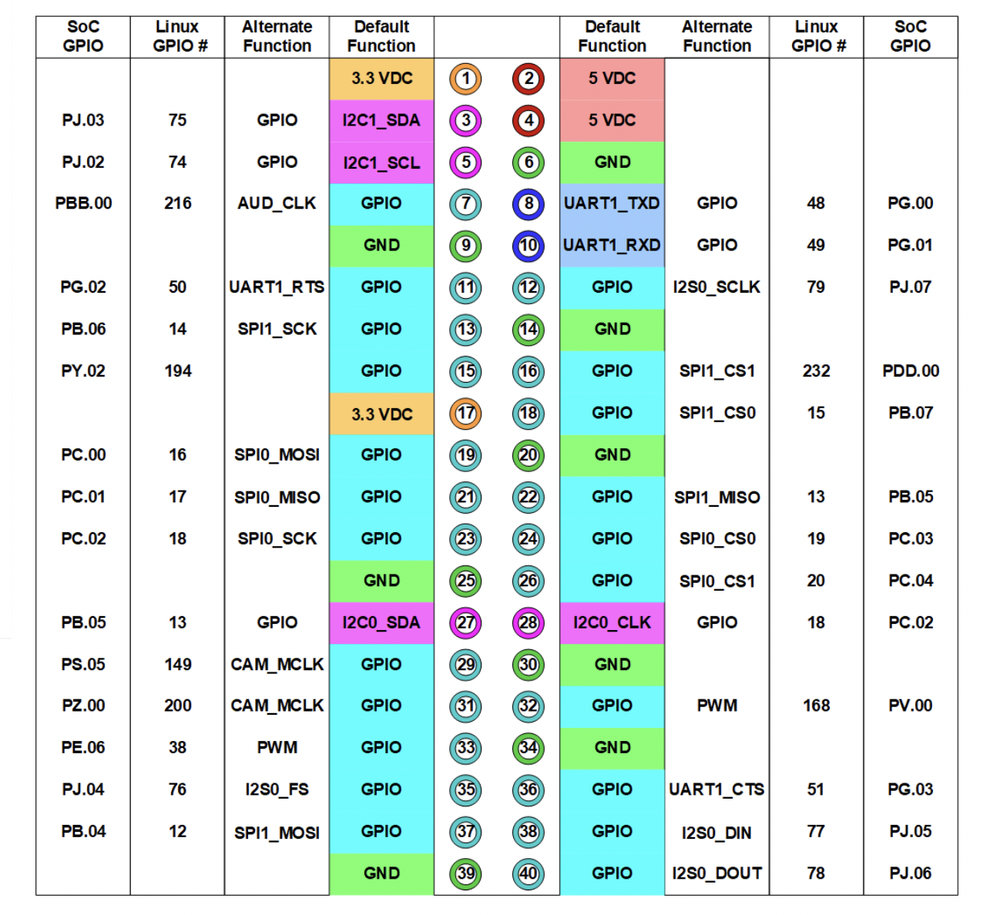 SoC GPIO Linux GPIO # Alternate Function Default Function Default Function Alternate Function Linux GPIO # SoC GPIO
3.3 VDC 1 2 5 VDC
PJ.03 75 GPIO I2C1_SDA 3 4 5 VDC
PJ.02 74 GPIO I2C1_SCL 5 6 GND
PBB.00 216 AUD_CLK GPIO 7 8 UART1_TXD GPIO 48 PG.00
GND 9 10 UART1_RXD GPIO 49 PG.01
PG.02 50 UART1_RTS GPIO 11 12 GPIO I2S0_SCLK 79 PJ.07
PB.06 14 SPI1_SCK GPIO 13 14 GND
PY.02 194 GPIO 15 16 GPIO SPI1_CS1 232 PDD.00
3.3 VDC 17 18 GPIO SPI1_CS0 15 PB.07
PC.00 16 SPI0_MOSI GPIO 19 20 GND
PC.01 17 SPI0_MISO GPIO 21 22 GPIO SPI1_MISO 13 PB.05
PC.02 18 SPI0_SCK GPIO 23 24 GPIO SPI0_CS0 19 PC.03
GND 25 26 GPIO SPI0_CS1 20 PC.04
PB.05 13 GPIO I2C0_SDA 27 28 I2C0_CLK GPIO 18 PC.02
PS.05 149 CAM_MCLK GPIO 29 30 GND
PZ.00 200 CAM_MCLK GPIO 31 32 GPIO PWM 168 PV.00
PE.06 38 PWM GPIO 33 34 GND
PJ.04 76 I2S0_FS GPIO 35 36 GPIO UART1_CTS 51 PG.03
PB.04 12 SPI1_MOSI GPIO 37 38 GPIO I2S0_DIN 77 PJ.05
GND 39 40 GPIO I2S0_DOUT 78 PJ.06